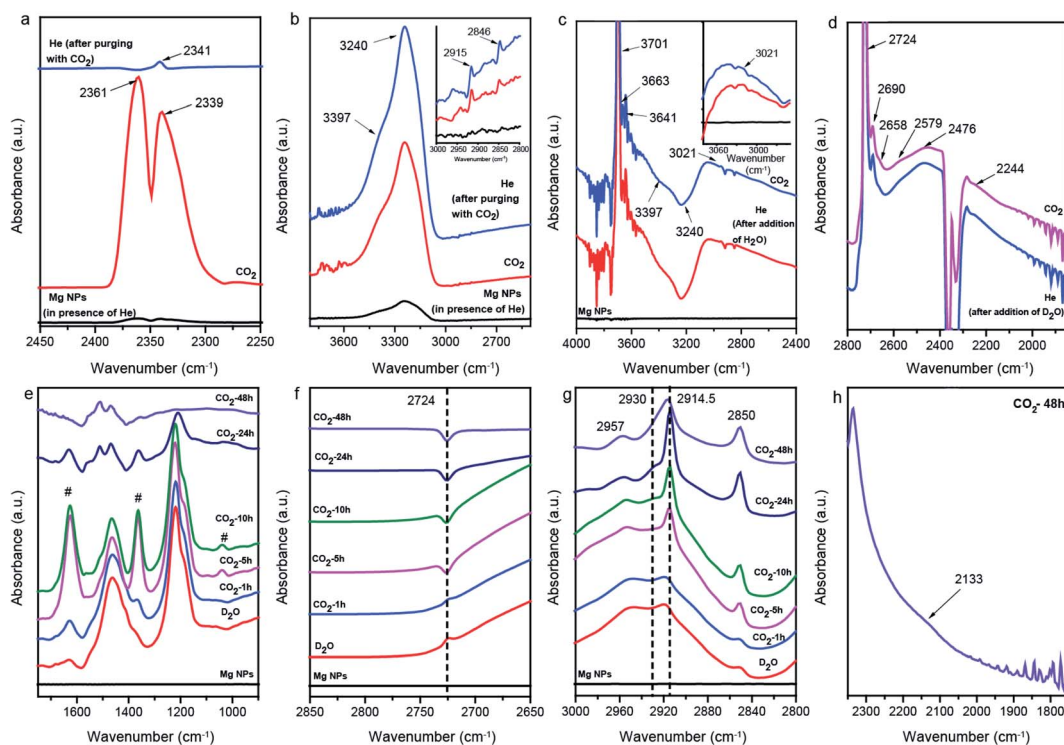 a
He (after purging
with CO2)
2341
2361
2339
CO2
Mg NPs
(in presence of He)
2450 2400 2350 2300 2250
Wavenumber (cm-1)
Absorbance (a.u.)
b
3240
3397
2915
2846
3000 2950 2900 2850 2800
Wavenumber (cm-1)
He
(after purging
with CO2)
CO2
Mg NPs
(in presence of He)
3600 3300 3000 2700
Wavenumber (cm-1)
Absorbance (a.u.)
c
3701
3663
3641
3021
3060 3000
Wavenumber
(cm-1)
3021
3397
3240
CO2
He
(After addition
of H2O)
Mg NPs
4000 3600 3200 2800 2400
Wavenumber (cm-1)
Absorbance (a.u.)
d
2724
2690
2658
2579
2476
2244
CO2
He
(after addition of D2O)
2800 2600 2400 2200 2000
Wavenumber (cm-1)
Absorbance (a.u.)
e
CO2-48h
CO2-24h
#
#
#
CO2-10h
CO2-5h
CO2-1h
D2O
Mg NPs
1600 1400 1200 1000
Wavenumber (cm-1)
Absorbance (a.u.)
f
2724
CO2-48h
CO2-24h
CO2-10h
CO2-5h
CO2-1h
D2O
Mg NPs
2850 2800 2750 2700 2650
Wavenumber (cm-1)
Absorbance (a.u.)
g
2957
2930
2914.5
2850
CO2-48h
CO2-24h
CO2-10h
CO2-5h
CO2-1h
D2O
Mg NPs
3000 2960 2920 2880 2840 2800
Wavenumber (cm-1)
Absorbance (a.u.)
h
CO2- 48h
2133
2300 2200 2100 2000 1900 1800
Wavenumber (cm-1)
Absorbance (a.u.)